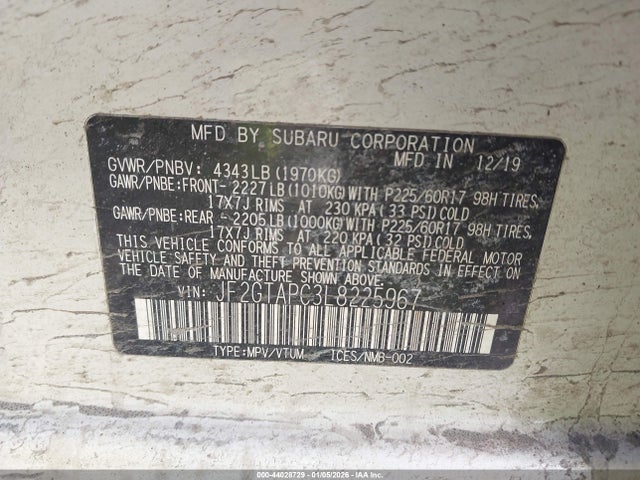 MFD BY SUBARU CORPORATION
MFD IN 12/19
GVWR/PNBV: 4343LB (1970KG)
GAWR/PNBE:FRONT- 2227LB(1010KG)WITH P225/60R17 98H TIRES,
17X7J RIMS AT 230 KPA(33 PSI)COLD
GAWR/PNBE:REAR - 2205LB(1000KG)WITH P225/60R17 98H TIRES,
17X7J RIMS AT 220 KPA(32 PSI)COLD
THIS VEHICLE CONFORMS TO ALL APPLICABLE FEDERAL MOTOR
VEHICLE SAFETY AND THEFT PREVENTION STANDARDS IN EFFECT ON
THE DATE OF MANUFACTURE SHOWN ABOVE.
VIN: JF2GTAPC3L8225967
TYPE:MPV/VTUM ICES/NMB-002
000-44028729 - 01/05/2026 - IAA Inc.